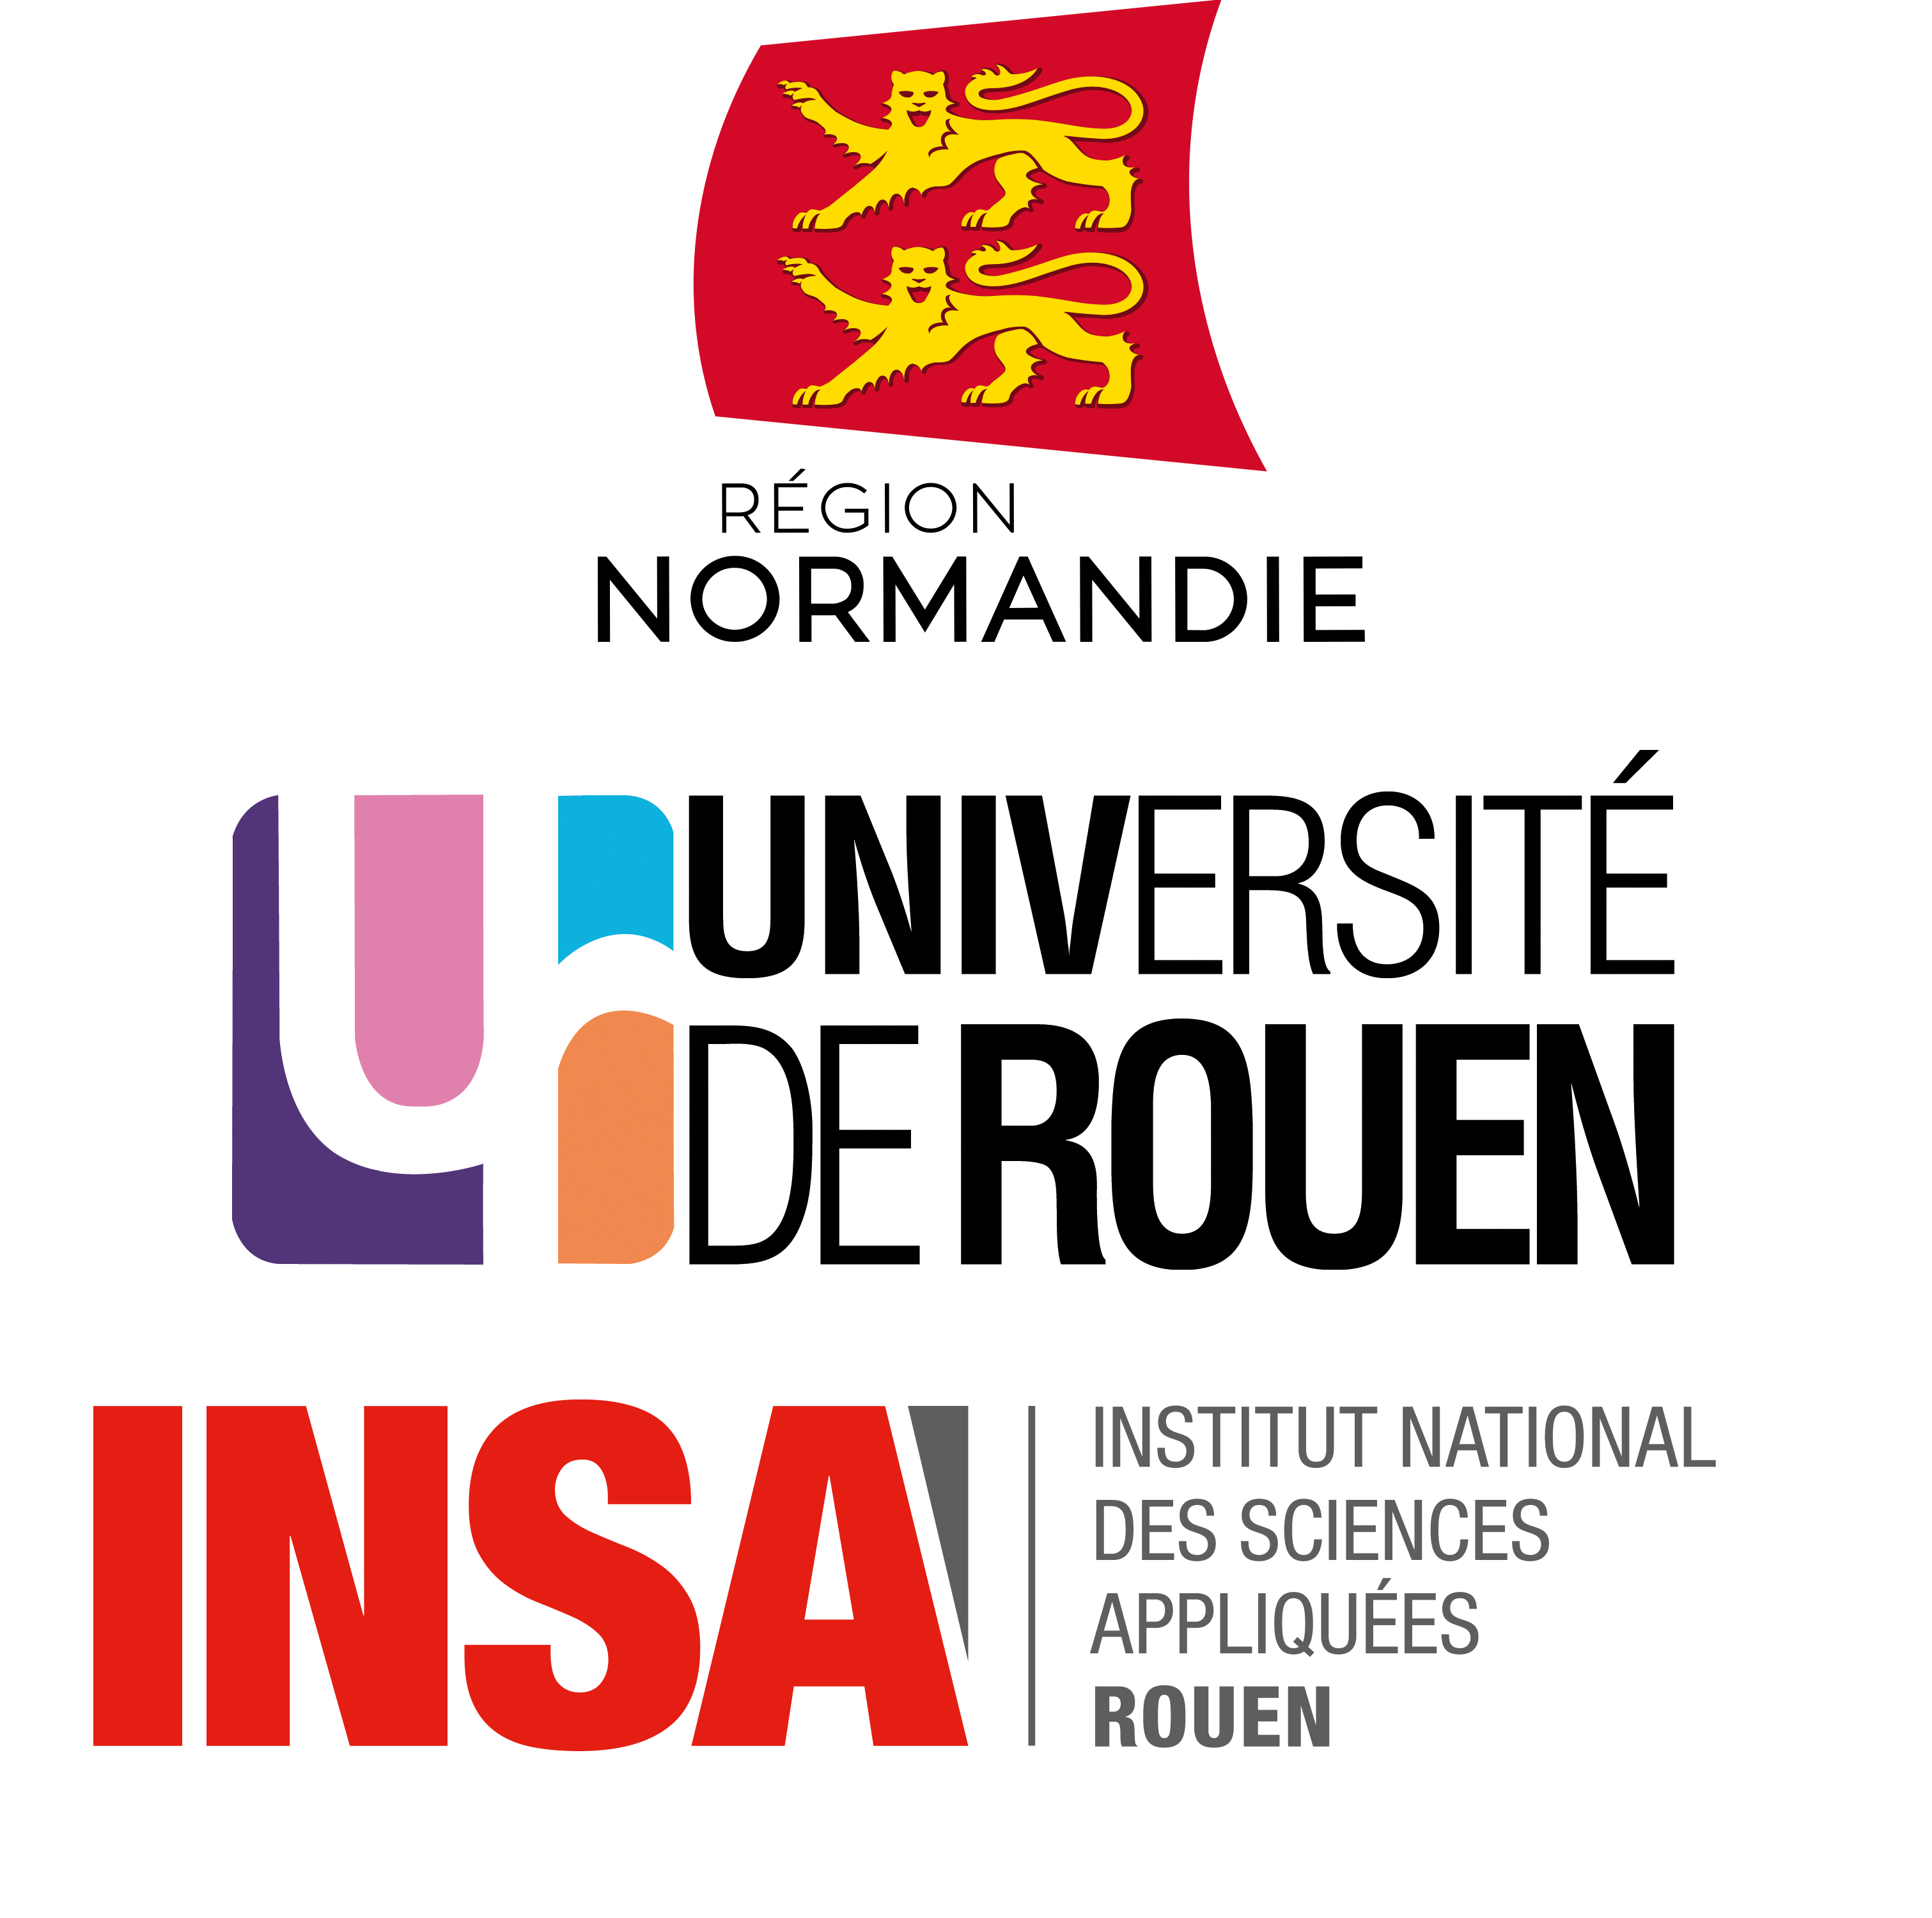 RÉGION
NORMANDIE
UNIVERSITÉ
DE ROUEN
INSA
INSTITUT NATIONAL
DES SCIENCES
APPLIQUÉES
ROUEN